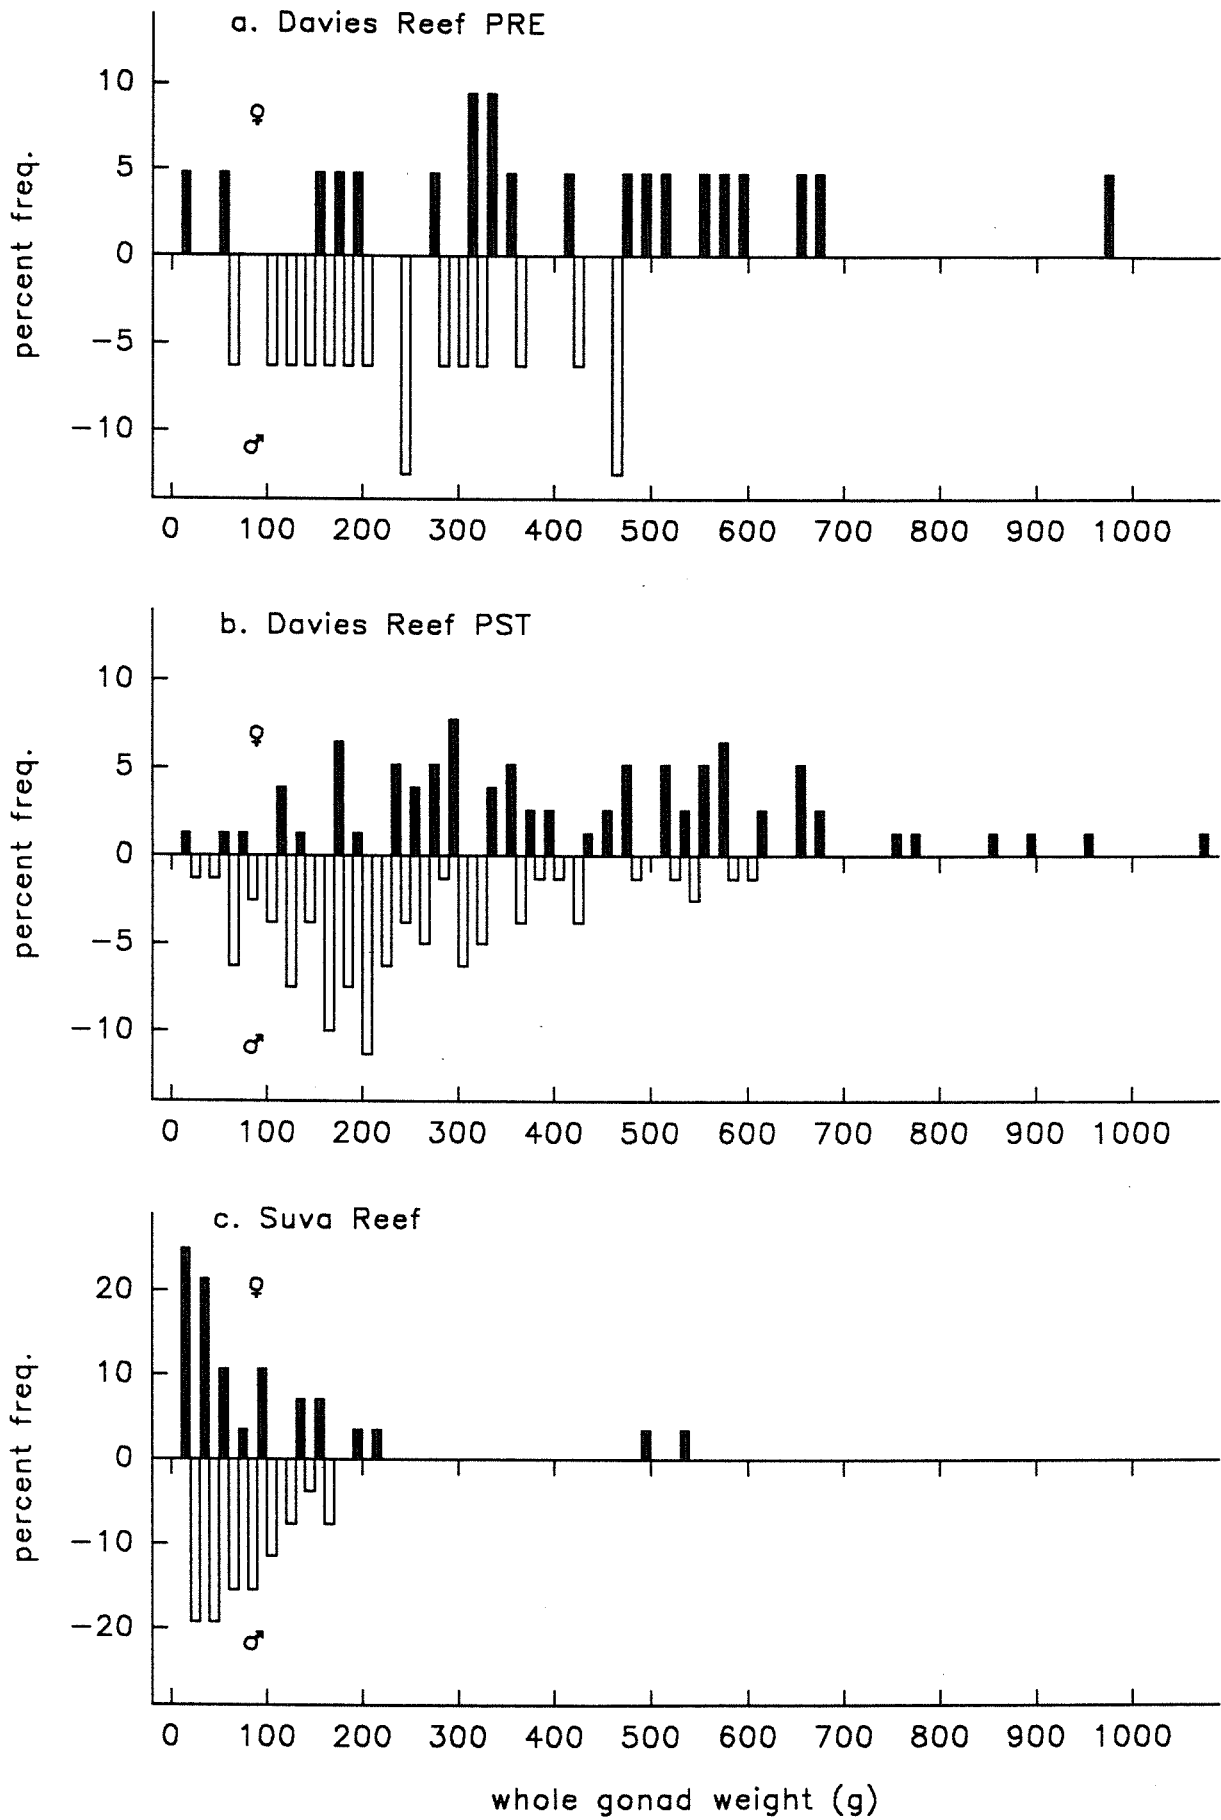 a. Davies Reef PRE
10
5
0
−5
−10
♀
♂
percent freq.
0 100 200 300 400 500 600 700 800 900 1000
b. Davies Reef PST
10
5
0
−5
−10
♀
♂
percent freq.
0 100 200 300 400 500 600 700 800 900 1000
c. Suva Reef
20
10
0
−10
−20
♀
♂
percent freq.
0 100 200 300 400 500 600 700 800 900 1000
whole gonad weight (g)